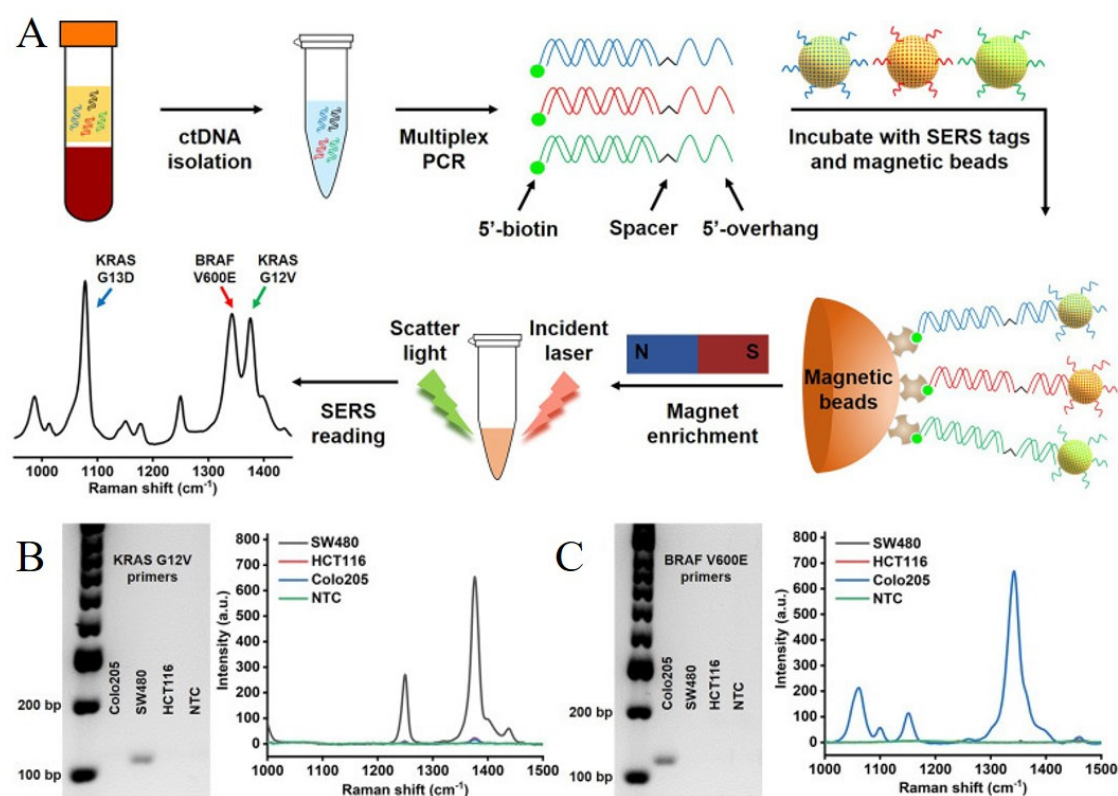 A
ctDNA
isolation
Multiplex
PCR
Incubate with SERS tags
and magnetic beads
5'-biotin
Spacer
5'-overhang
KRAS
G13D
BRAF
V600E
KRAS
G12V
1000
1100
1200
1300
1400
Raman shift (cm-1)
SERS
reading
Scatter
light
Incident
laser
N
S
Magnet
enrichment
Magnetic
beads
B
KRAS G12V
primers
Colo205
SW480
HCT116
NTC
200 bp
100 bp
800
700
600
500
400
300
200
100
0
Intensity (a.u.)
SW480
HCT116
Colo205
NTC
1000
1100
1200
1300
1400
1500
Raman shift (cm-1)
C
BRAF V600E
primers
Colo205
SW480
HCT116
NTC
200 bp
100 bp
800
700
600
500
400
300
200
100
0
Intensity (a.u.)
SW480
HCT116
Colo205
NTC
1000
1100
1200
1300
1400
1500
Raman shift (cm-1)